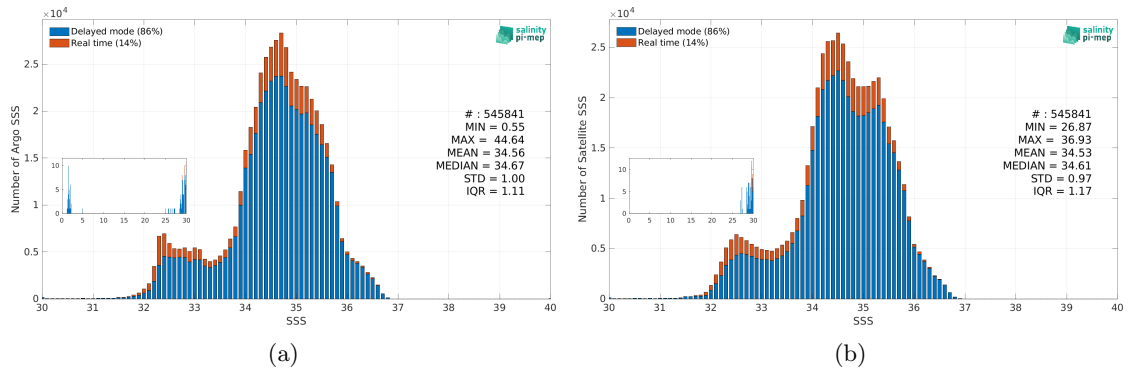 ×10⁴
Delayed mode (86%)
Real time (14%)
salinity
pi-mep
Number of Argo SSS
2.5
2
1.5
1
0.5
0
# : 545841
MIN = 0.55
MAX = 44.64
MEAN = 34.56
MEDIAN = 34.67
STD = 1.00
IQR = 1.11
10
5
0
0 5 10 15 20 25 30
30 31 32 33 34 35 36 37 38 39 40
SSS
(a)
×10⁴
Delayed mode (86%)
Real time (14%)
salinity
pi-mep
Number of Satellite SSS
2.5
2
1.5
1
0.5
0
# : 545841
MIN = 26.87
MAX = 36.93
MEAN = 34.53
MEDIAN = 34.61
STD = 0.97
IQR = 1.17
10
5
0
0 5 10 15 20 25 30
30 31 32 33 34 35 36 37 38 39 40
SSS
(b)